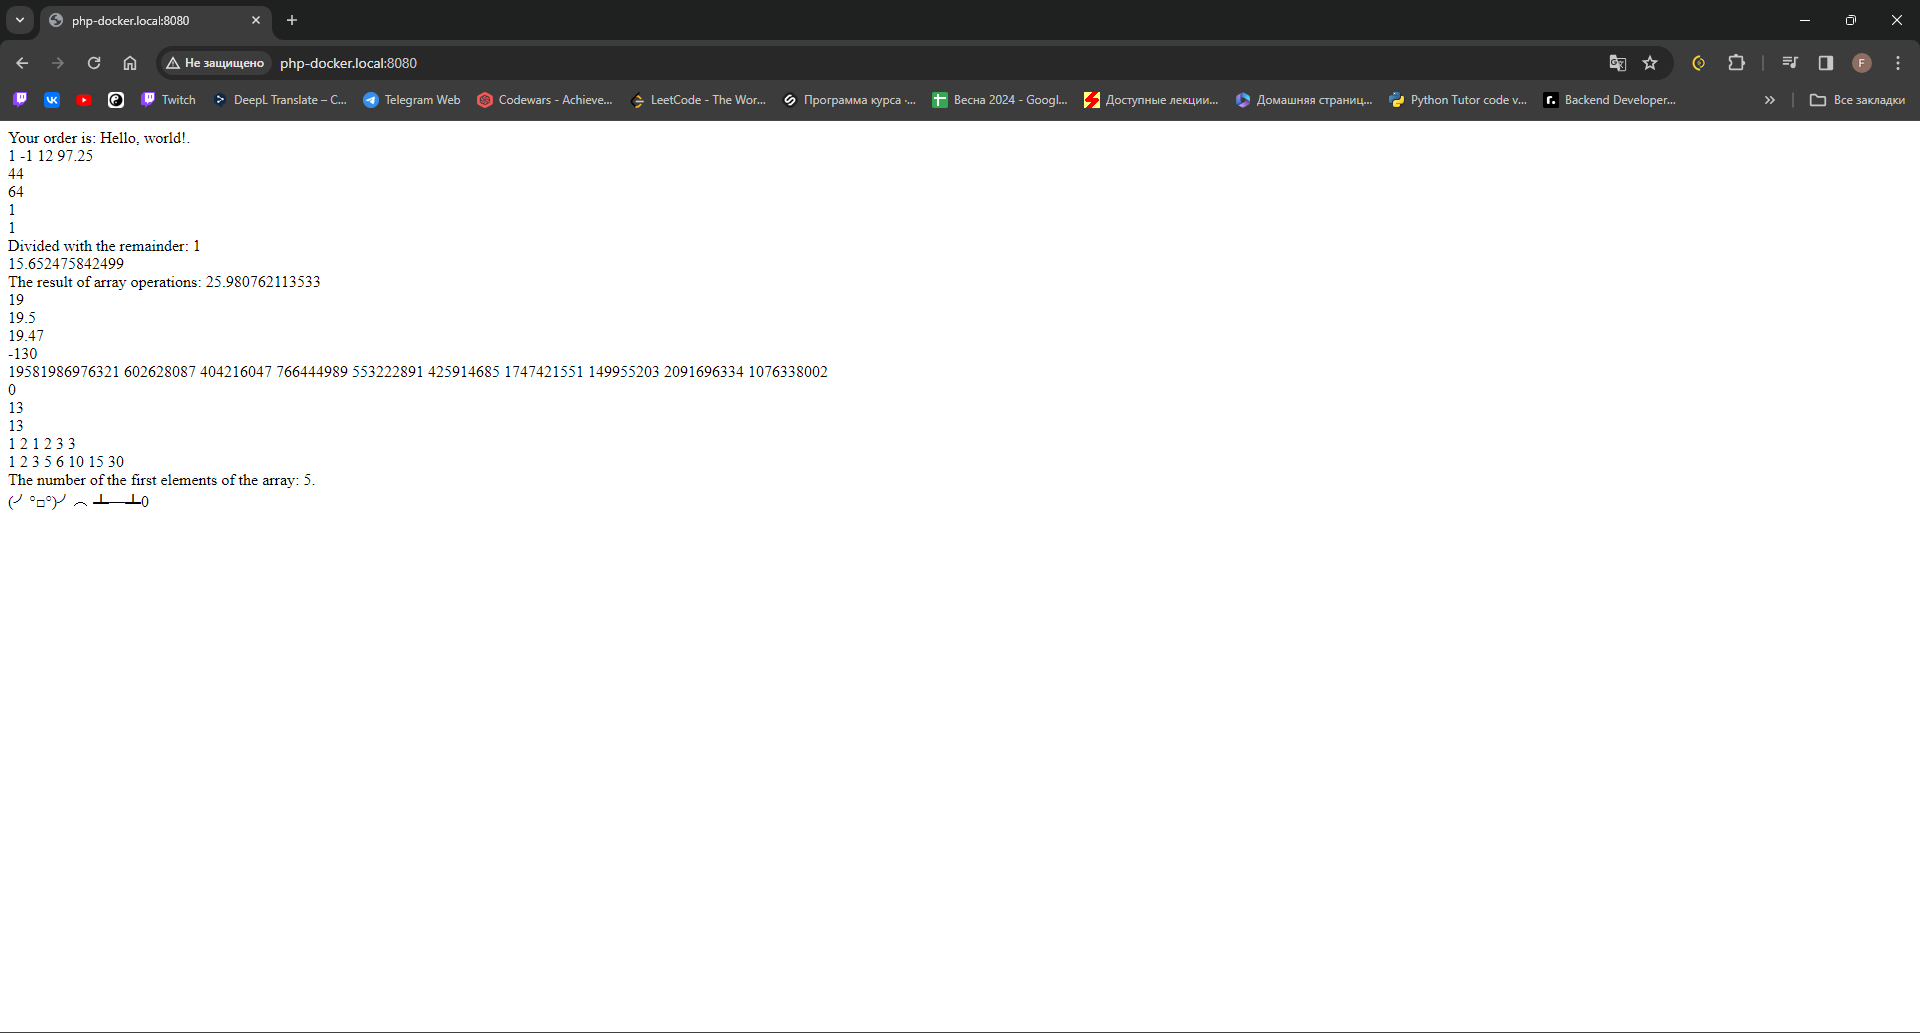 php-docker.local:8080
Не защищено php-docker.local:8080 F
Twitch DeepL Translate – C... Telegram Web Codewars - Achieve... LeetCode - The Wor... Программа курса -... Весна 2024 - Googl... Доступные лекции... Домашняя страниц... Python Tutor code v... Backend Developer... Все закладки
Your order is: Hello, world!.
1 -1 12 97.25
44
64
1
1
Divided with the remainder: 1
15.652475842499
The result of array operations: 25.980762113533
19
19.5
19.47
-130
19581986976321 602628087 404216047 766444989 553222891 425914685 1747421551 149955203 2091696334 1076338002
0
13
13
1 2 1 2 3 3
1 2 3 5 6 10 15 30
The number of the first elements of the array: 5.
(╯°□°)╯︵ ┻━┻0